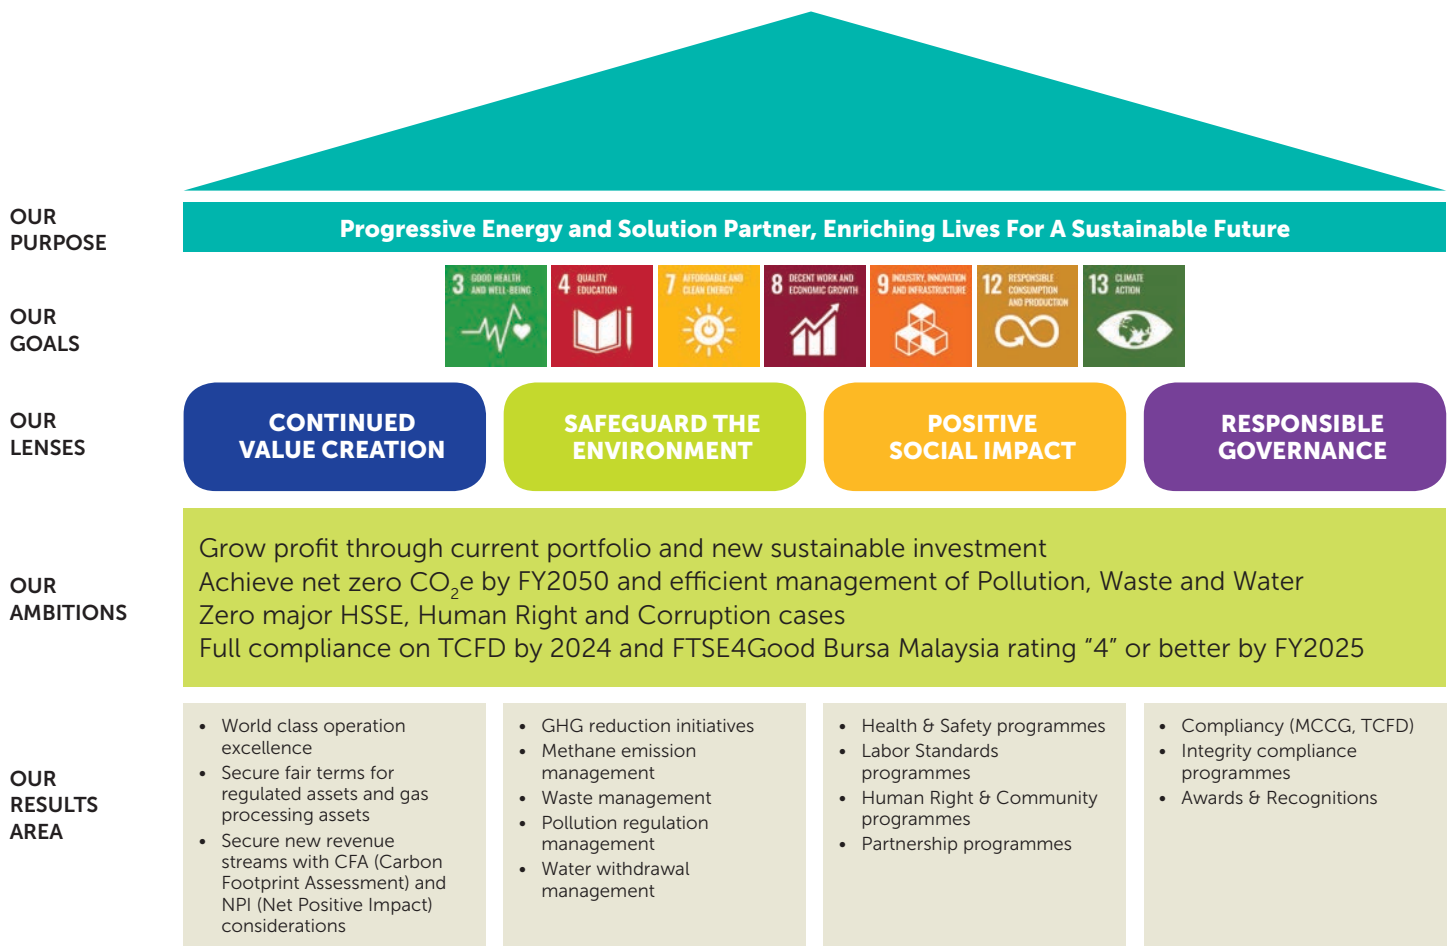 OUR
PURPOSE
Progressive Energy and Solution Partner, Enriching Lives For A Sustainable Future
OUR
GOALS
3 GOOD HEALTH
AND WELL-BEING
4 QUALITY
EDUCATION
7 AFFORDABLE AND
CLEAN ENERGY
8 DECENT WORK AND
ECONOMIC GROWTH
9 INDUSTRY, INNOVATION
AND INFRASTRUCTURE
12 RESPONSIBLE
CONSUMPTION
AND PRODUCTION
13 CLIMATE
ACTION
OUR
LENSES
CONTINUED
VALUE CREATION
SAFEGUARD THE
ENVIRONMENT
POSITIVE
SOCIAL IMPACT
RESPONSIBLE
GOVERNANCE
OUR
AMBITIONS
Grow profit through current portfolio and new sustainable investment
Achieve net zero CO₂e by FY2050 and efficient management of Pollution, Waste and Water
Zero major HSSE, Human Right and Corruption cases
Full compliance on TCFD by 2024 and FTSE4Good Bursa Malaysia rating “4” or better by FY2025
OUR
RESULTS
AREA
• World class operation
excellence
• Secure fair terms for
regulated assets and gas
processing assets
• Secure new revenue
streams with CFA (Carbon
Footprint Assessment) and
NPI (Net Positive Impact)
considerations
• GHG reduction initiatives
• Methane emission
management
• Waste management
• Pollution regulation
management
• Water withdrawal
management
• Health & Safety programmes
• Labor Standards
programmes
• Human Right & Community
programmes
• Partnership programmes
• Compliancy (MCCG, TCFD)
• Integrity compliance
programmes
• Awards & Recognitions